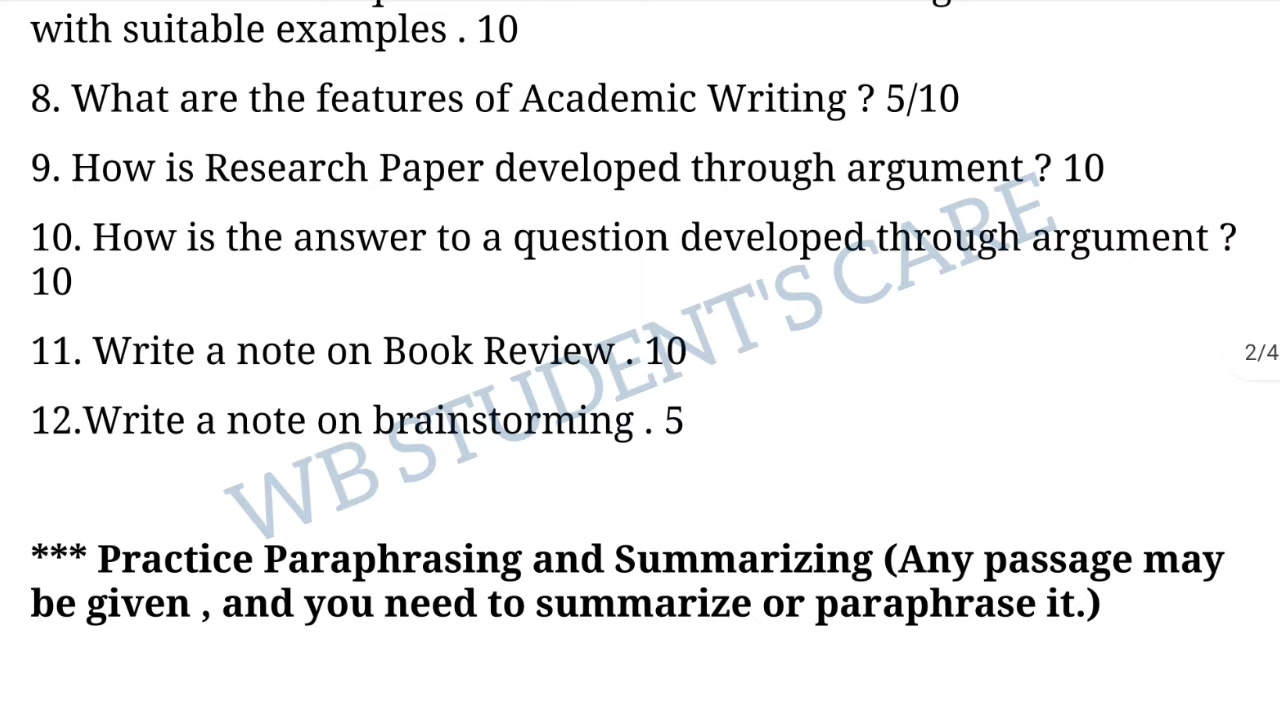 with suitable examples . 10
8. What are the features of Academic Writing ? 5/10
9. How is Research Paper developed through argument ? 10
10. How is the answer to a question developed through argument ?
10
11. Write a note on Book Review . 10
12.Write a note on brainstorming . 5
WB STUDENT'S CARE
2/4
*** Practice Paraphrasing and Summarizing (Any passage may
be given , and you need to summarize or paraphrase it.)